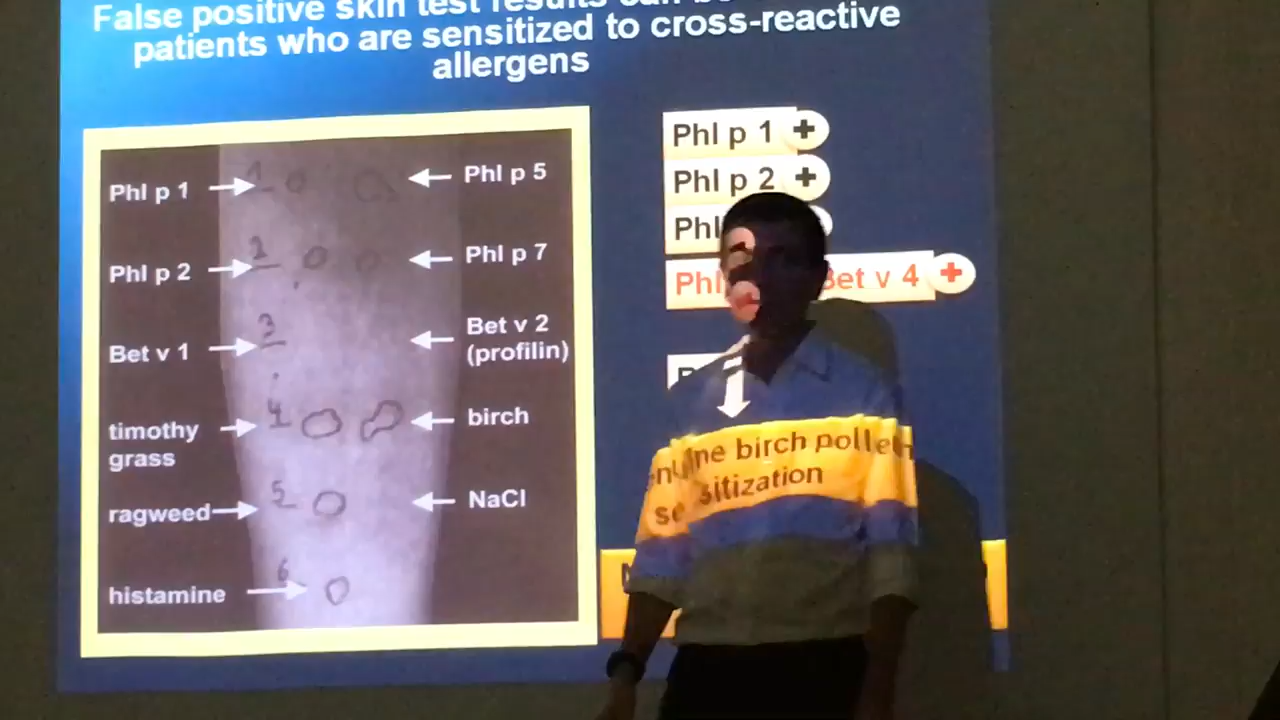 False positive skin test results can be
patients who are sensitized to cross-reactive
allergens
Phl p 1
Phl p 5
Phl p 2
Phl p 7
Bet v 1
Bet v 2
(profilin)
timothy
grass
birch
ragweed
NaCl
histamine
1
2
3
4
5
6
Phl p 1 +
Phl p 2 +
Phl
Phl Bet v 4 +
birch pollen